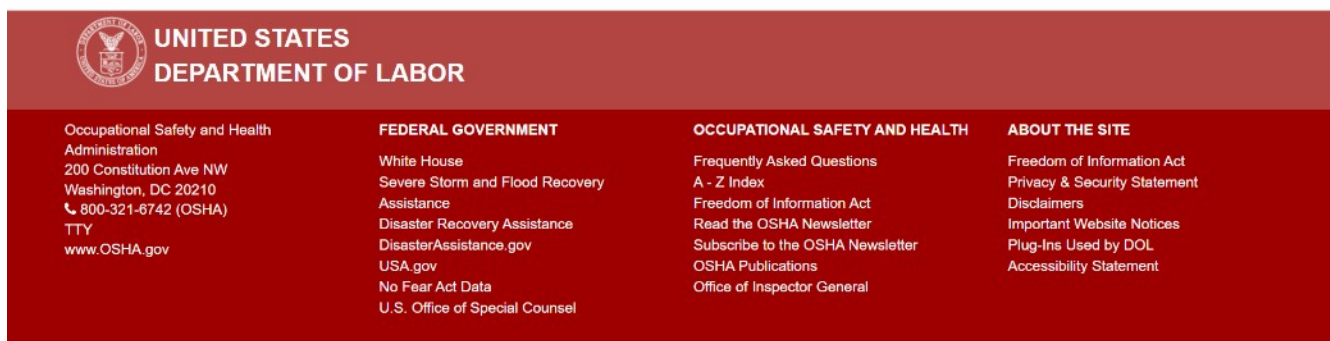 UNITED STATES
DEPARTMENT OF LABOR
Occupational Safety and Health
Administration
200 Constitution Ave NW
Washington, DC 20210
800-321-6742 (OSHA)
TTY
www.OSHA.gov
FEDERAL GOVERNMENT
White House
Severe Storm and Flood Recovery
Assistance
Disaster Recovery Assistance
DisasterAssistance.gov
USA.gov
No Fear Act Data
U.S. Office of Special Counsel
OCCUPATIONAL SAFETY AND HEALTH
Frequently Asked Questions
A - Z Index
Freedom of Information Act
Read the OSHA Newsletter
Subscribe to the OSHA Newsletter
OSHA Publications
Office of Inspector General
ABOUT THE SITE
Freedom of Information Act
Privacy & Security Statement
Disclaimers
Important Website Notices
Plug-Ins Used by DOL
Accessibility Statement